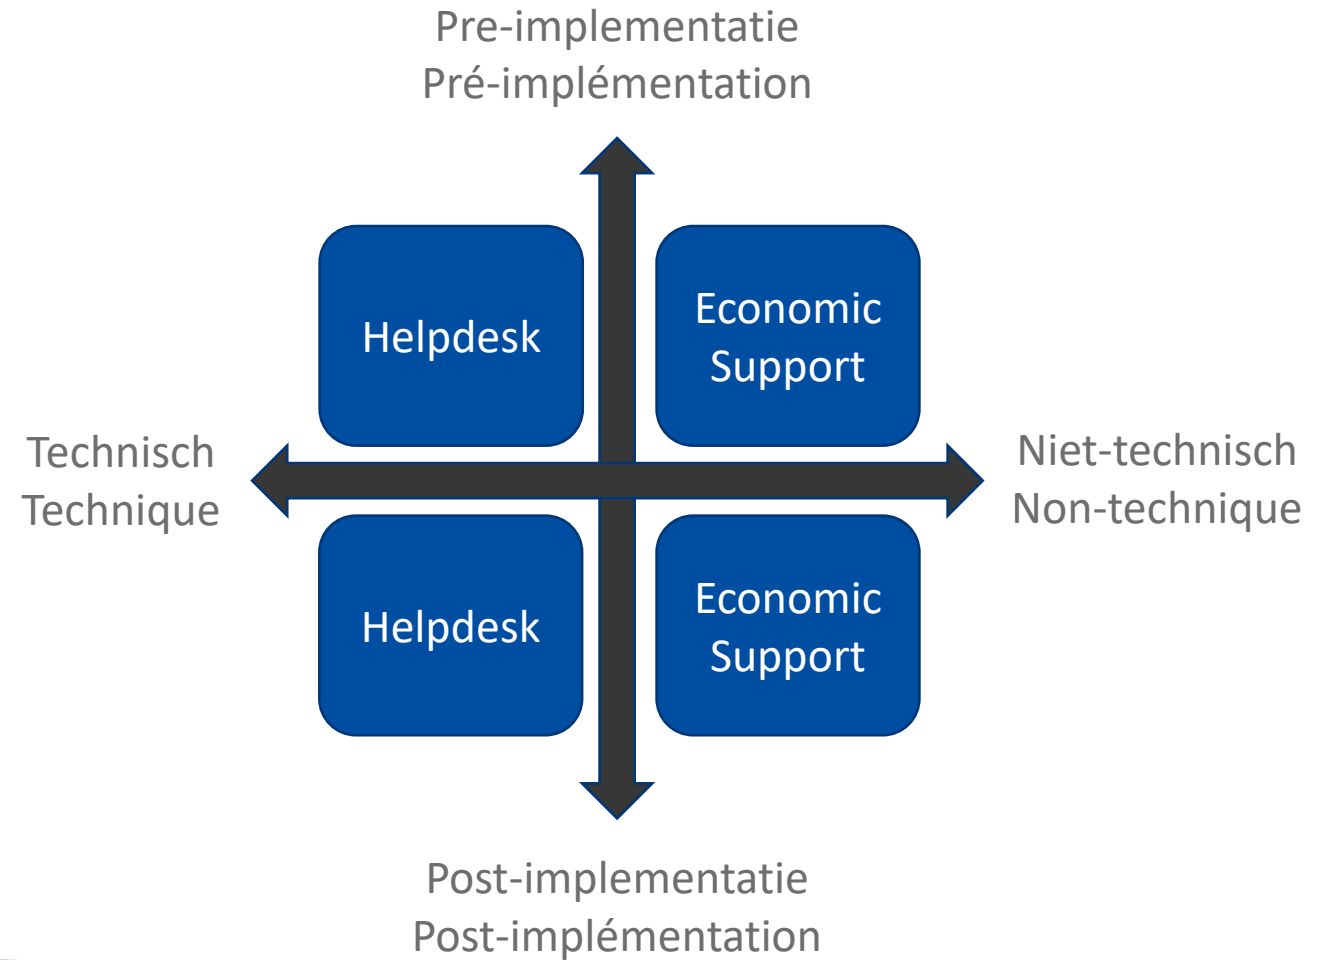 Pre-implementatie
Pré-implémentation
Helpdesk
Economic
Support
Technisch
Technique
Niet-technisch
Non-technique
Helpdesk
Economic
Support
Post-implementatie
Post-implémentation